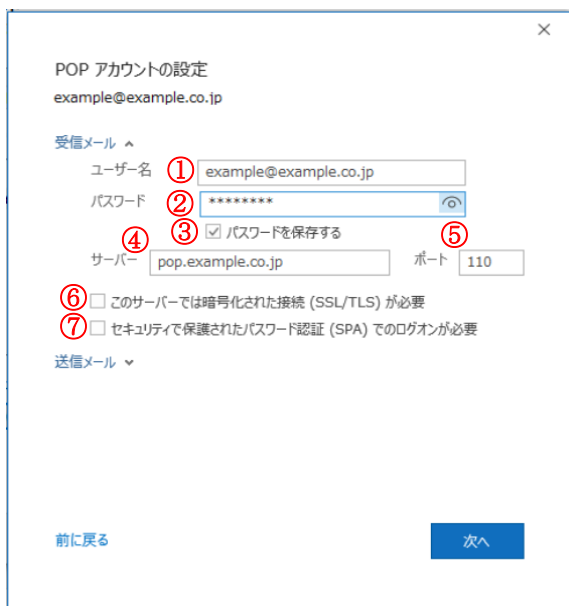 POP アカウントの設定
example@example.co.jp
受信メール
ユーザー名 ① example@example.co.jp
パスワード ② ********
③ パスワードを保存する
④ ⑤
サーバー pop.example.co.jp ポート 110
⑥ このサーバーでは暗号化された接続 (SSL/TLS) が必要
⑦ セキュリティで保護されたパスワード認証 (SPA) でのログオンが必要
送信メール
前に戻る 次へ